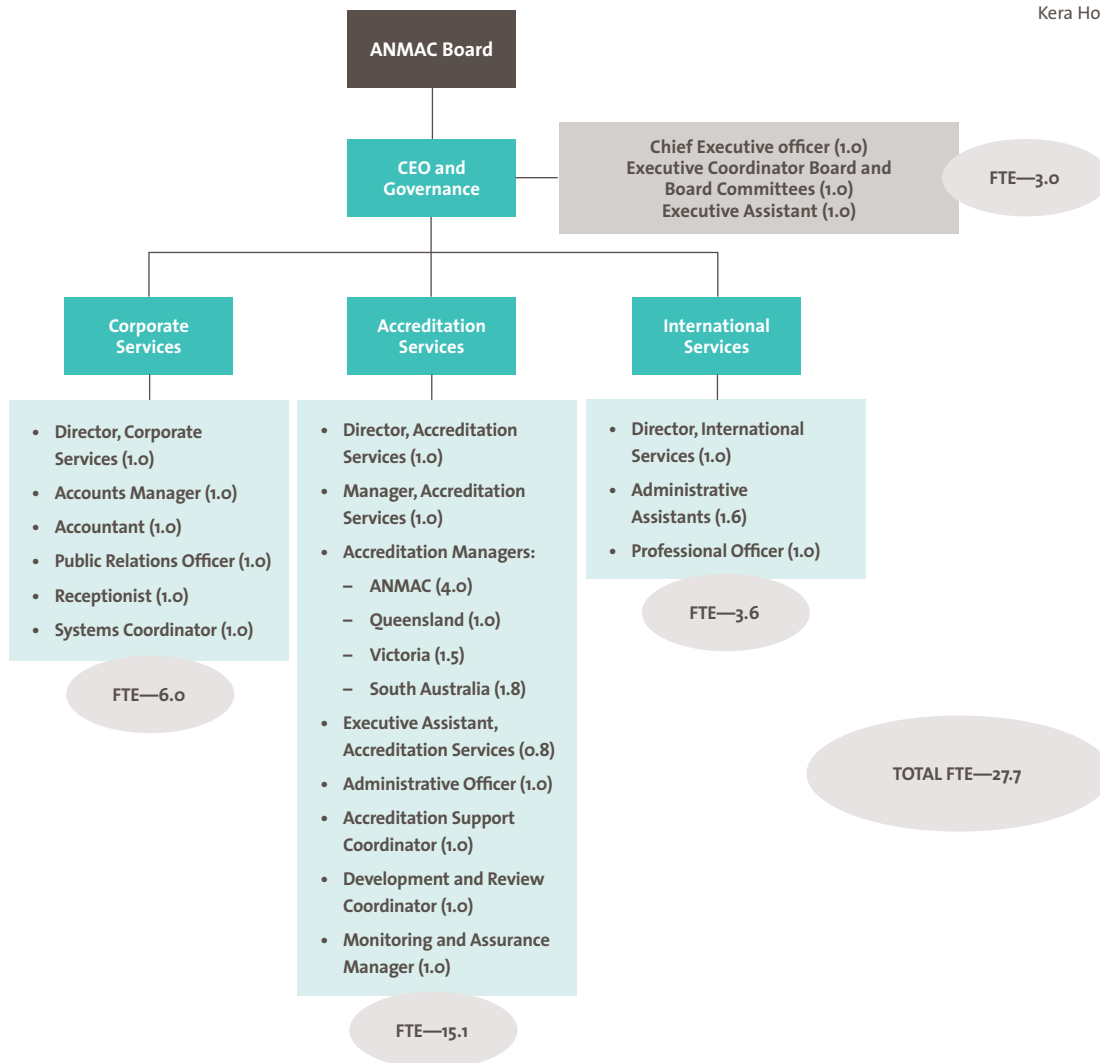 Kera Ho
ANMAC Board
CEO and
Governance
Chief Executive officer (1.0)
Executive Coordinator Board and
Board Committees (1.0)
Executive Assistant (1.0)
FTE—3.0
Corporate
Services
Accreditation
Services
International
Services
• Director, Corporate
Services (1.0)
• Accounts Manager (1.0)
• Accountant (1.0)
• Public Relations Officer (1.0)
• Receptionist (1.0)
• Systems Coordinator (1.0)
FTE—6.0
• Director, Accreditation
Services (1.0)
• Manager, Accreditation
Services (1.0)
• Accreditation Managers:
– ANMAC (4.0)
– Queensland (1.0)
– Victoria (1.5)
– South Australia (1.8)
• Executive Assistant,
Accreditation Services (0.8)
• Administrative Officer (1.0)
• Accreditation Support
Coordinator (1.0)
• Development and Review
Coordinator (1.0)
• Monitoring and Assurance
Manager (1.0)
FTE—15.1
• Director, International
Services (1.0)
• Administrative
Assistants (1.6)
• Professional Officer (1.0)
FTE—3.6
TOTAL FTE—27.7